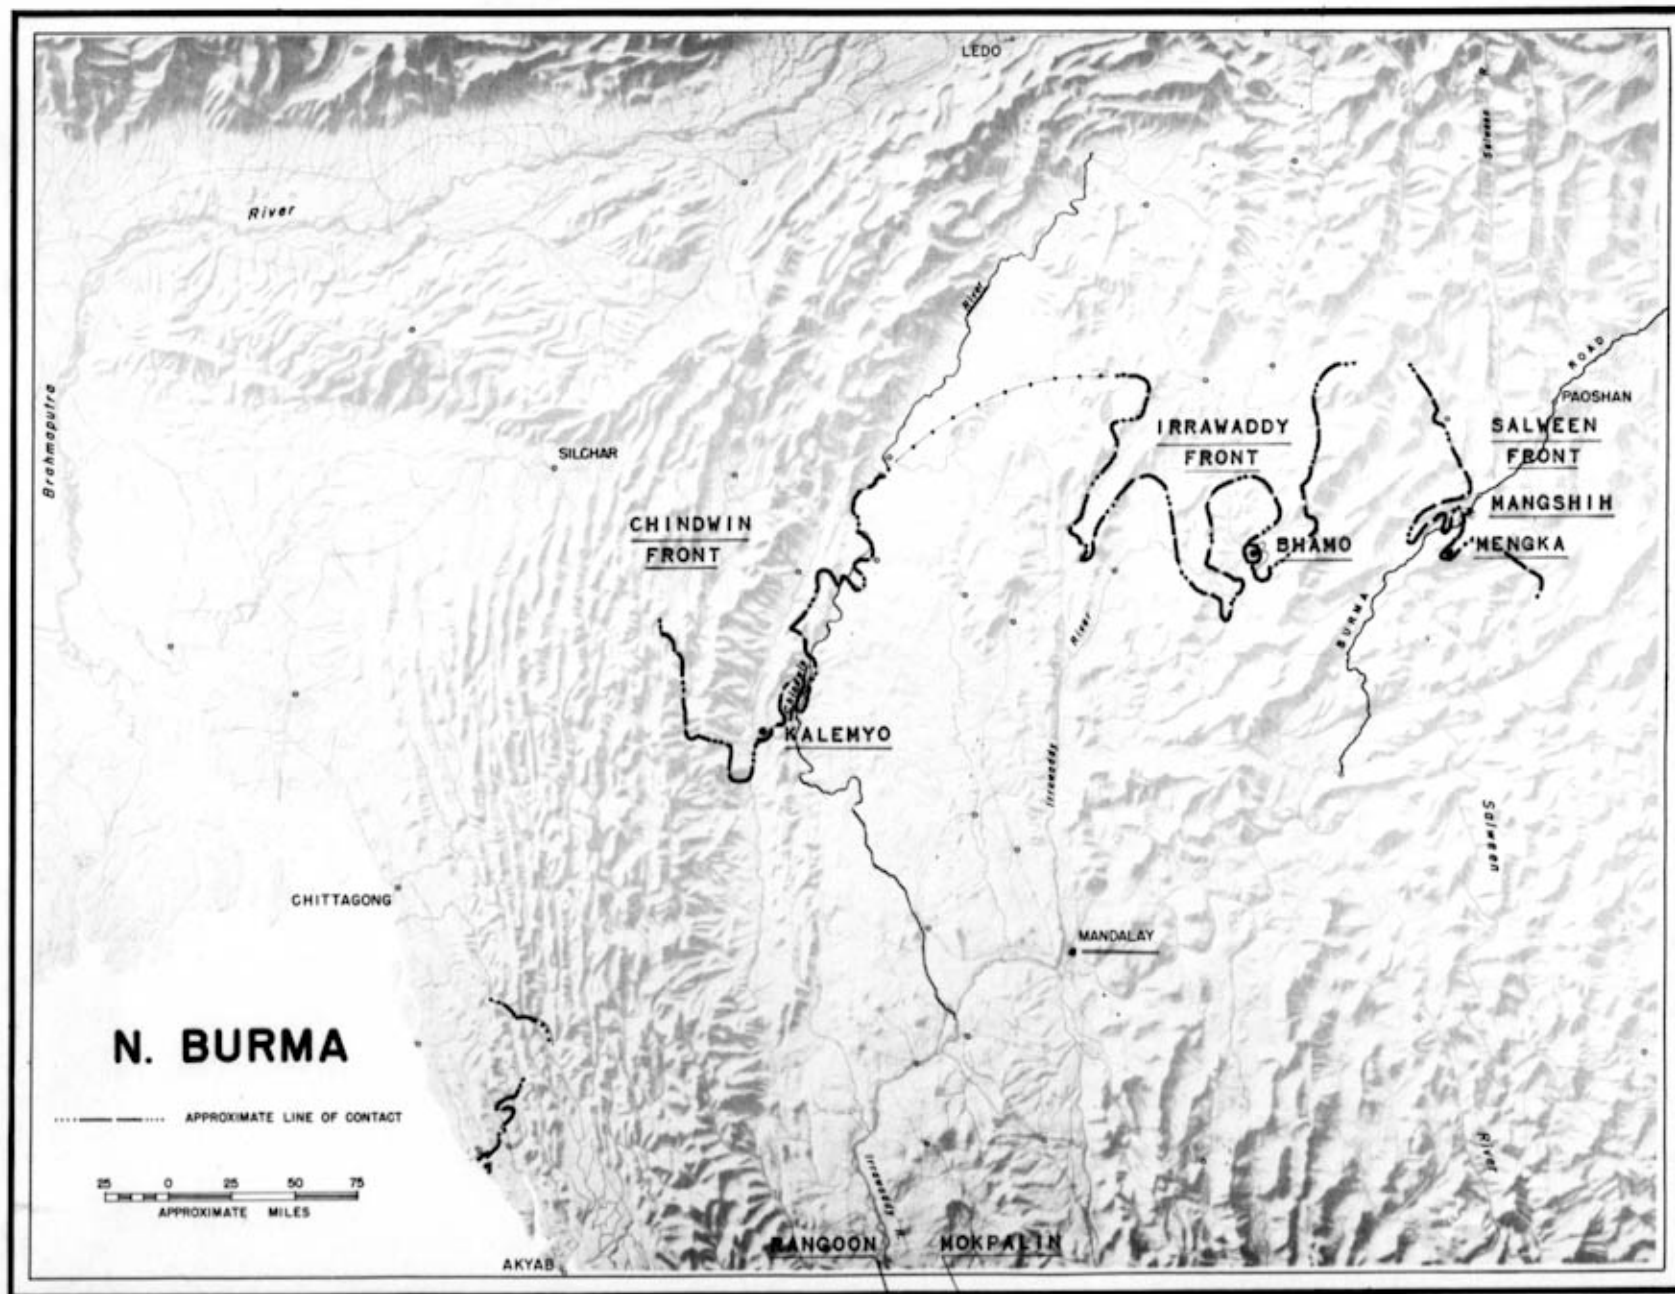 LEDO
Salween R.
River
River
ROAD
PAOSHAN
Brahmaputra
SILCHAR
IRRAWADDY
FRONT
SALWEEN
FRONT
CHINDWIN
FRONT
MANGSHIH
BHAMO
MENGKA
BURMA
River
Chindwin
KALEMYO
Irrawaddy
Salween
CHITTAGONG
MANDALAY
N. BURMA
APPROXIMATE LINE OF CONTACT
River
25 0 25 50 75
APPROXIMATE MILES
Irrawaddy
R.
RANGOON
MOKPALIN
AKYAB